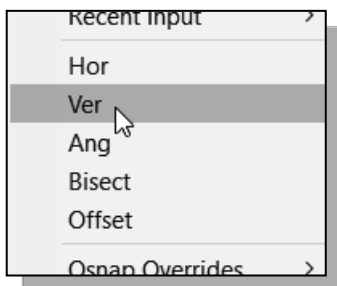 Recent Input
Hor
Ver
Ang
Bisect
Offset
Osnap Overrides